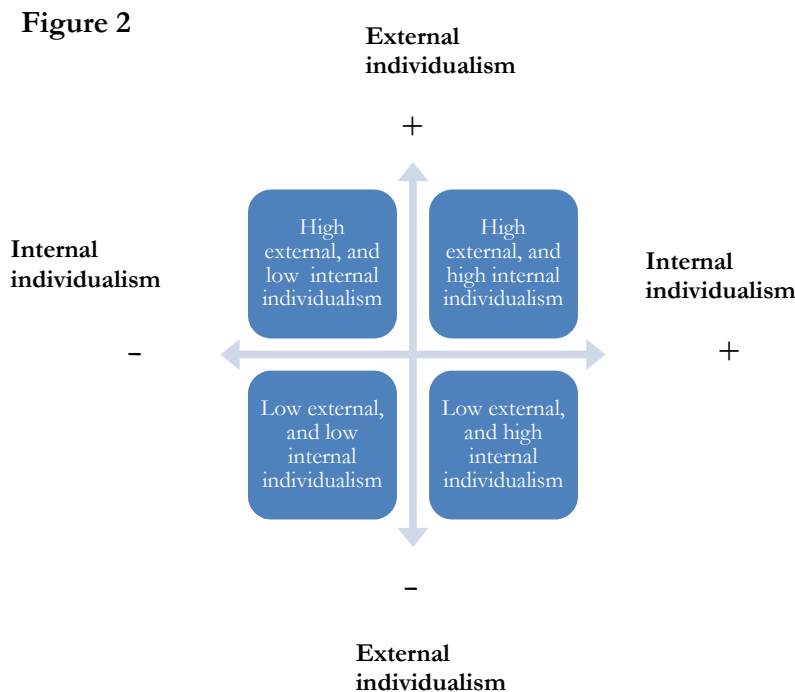 Figure 2
External
individualism
+
High
external, and
low internal
individualism
High
external, and
high internal
individualism
Internal
individualism
-
Internal
individualism
+
Low external,
and low
internal
individualism
Low external,
and high
internal
individualism
-
External
individualism